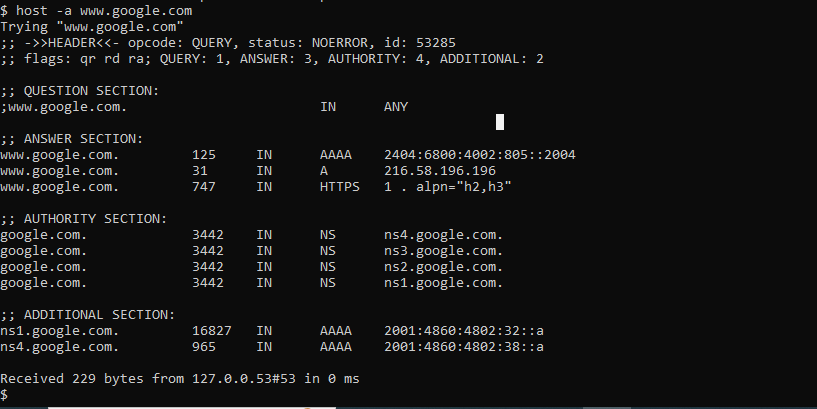 $ host -a www.google.com
Trying "www.google.com"
;; ->>HEADER<<- opcode: QUERY, status: NOERROR, id: 53285
;; flags: qr rd ra; QUERY: 1, ANSWER: 3, AUTHORITY: 4, ADDITIONAL: 2
;; QUESTION SECTION:
;www.google.com. IN ANY
;; ANSWER SECTION:
www.google.com. 125 IN AAAA 2404:6800:4002:805::2004
www.google.com. 31 IN A 216.58.196.196
www.google.com. 747 IN HTTPS 1 . alpn="h2,h3"
;; AUTHORITY SECTION:
google.com. 3442 IN NS ns4.google.com.
google.com. 3442 IN NS ns3.google.com.
google.com. 3442 IN NS ns2.google.com.
google.com. 3442 IN NS ns1.google.com.
;; ADDITIONAL SECTION:
ns1.google.com. 16827 IN AAAA 2001:4860:4802:32::a
ns4.google.com. 965 IN AAAA 2001:4860:4802:38::a
Received 229 bytes from 127.0.0.53#53 in 0 ms
$